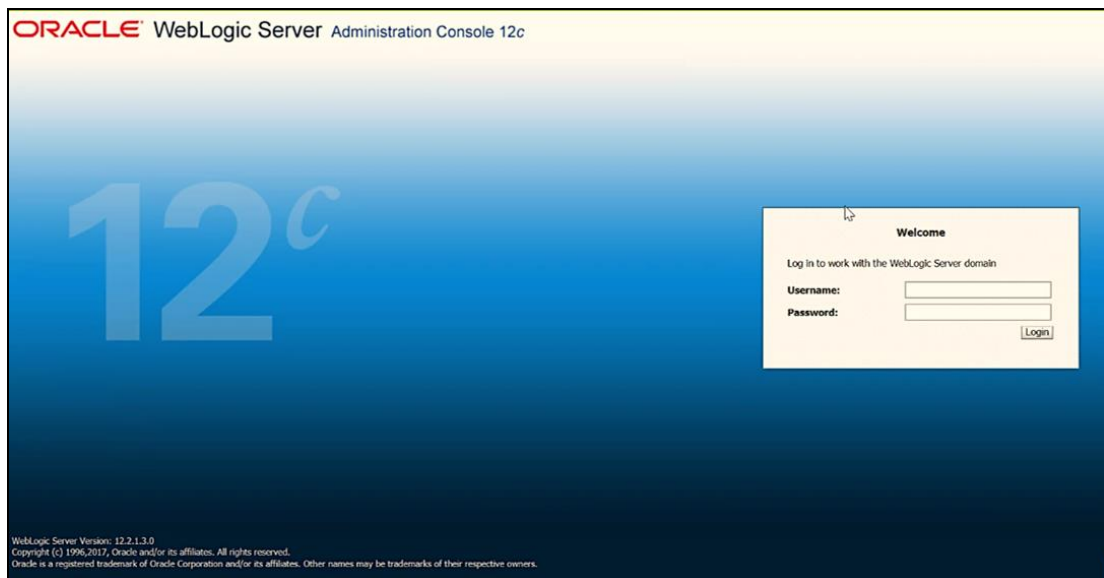 ORACLE WebLogic Server Administration Console 12c
12c
Welcome
Log in to work with the WebLogic Server domain
Username:
Password:
Login
WebLogic Server Version: 12.2.1.3.0
Copyright (c) 1996,2017, Oracle and/or its affiliates. All rights reserved.
Oracle is a registered trademark of Oracle Corporation and/or its affiliates. Other names may be trademarks of their respective owners.